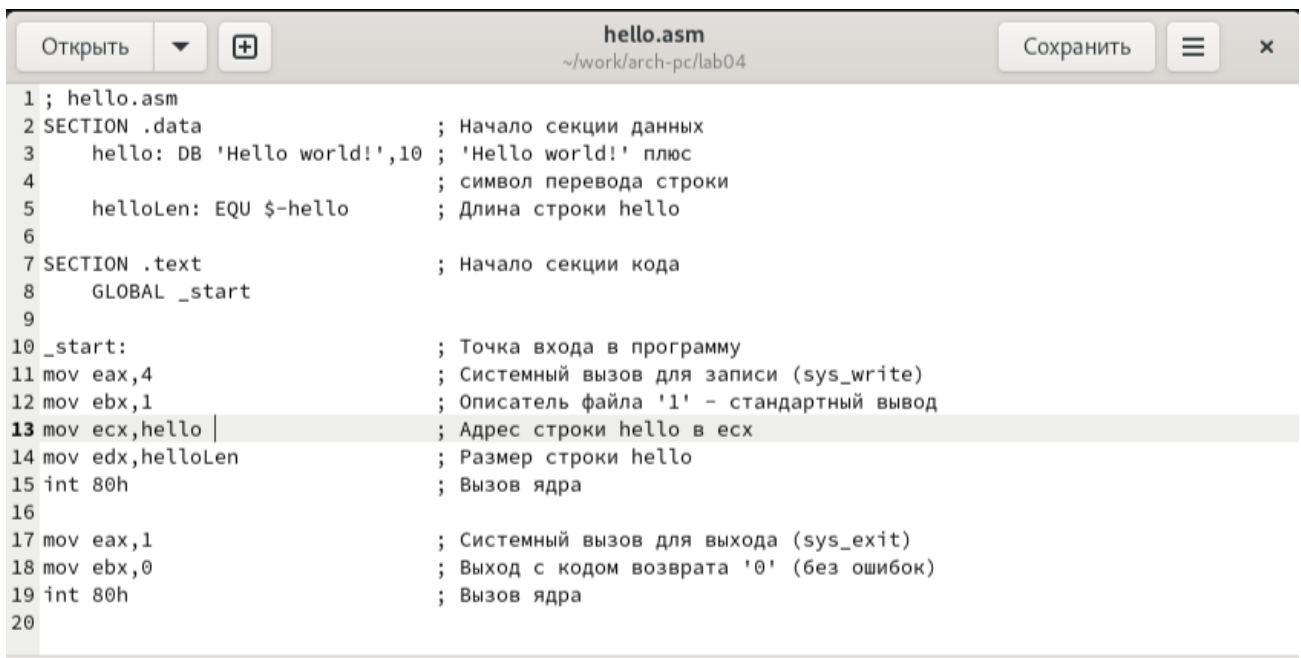 Открыть
hello.asm
~/work/arch-pc/lab04
Сохранить
1 ; hello.asm
2 SECTION .data ; Начало секции данных
3 hello: DB 'Hello world!',10 ; 'Hello world!' плюс
4 ; символ перевода строки
5 helloLen: EQU $-hello ; Длина строки hello
6
7 SECTION .text ; Начало секции кода
8 GLOBAL _start
9
10 _start: ; Точка входа в программу
11 mov eax,4 ; Системный вызов для записи (sys_write)
12 mov ebx,1 ; Описатель файла '1' - стандартный вывод
13 mov ecx,hello ; Адрес строки hello в ecx
14 mov edx,helloLen ; Размер строки hello
15 int 80h ; Вызов ядра
16
17 mov eax,1 ; Системный вызов для выхода (sys_exit)
18 mov ebx,0 ; Выход с кодом возврата '0' (без ошибок)
19 int 80h ; Вызов ядра
20